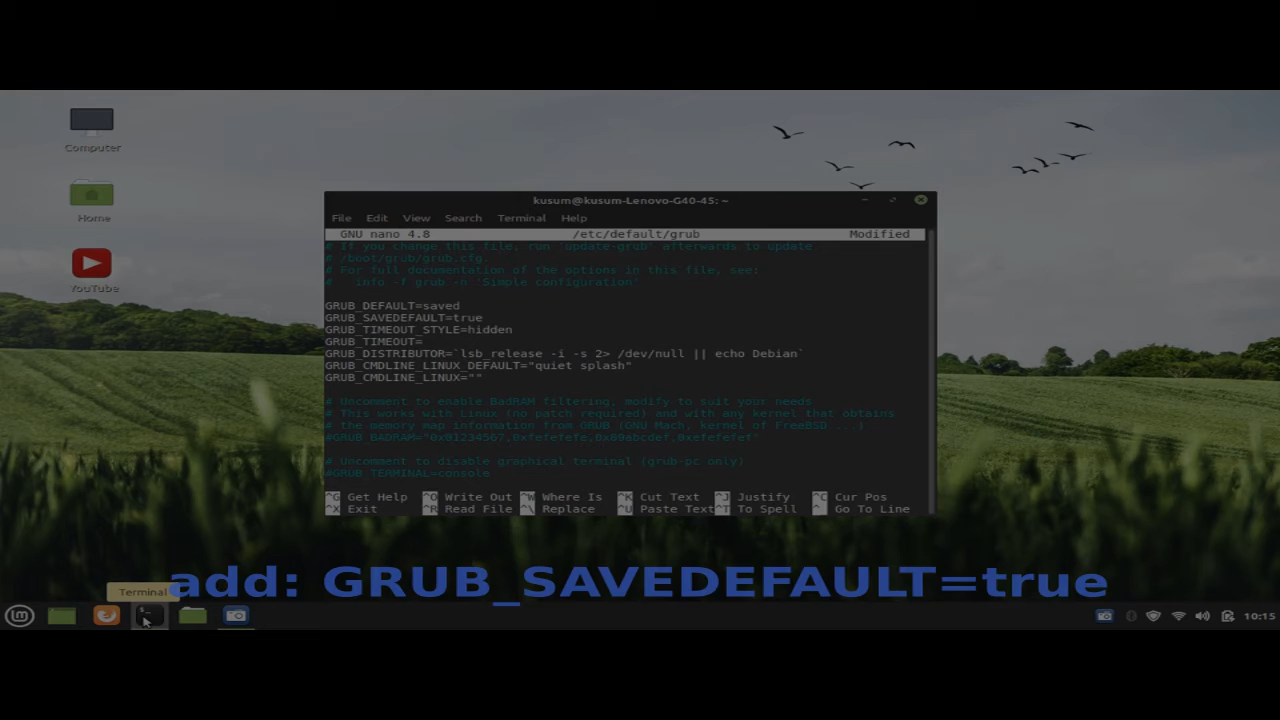 Computer
Home
YouTube
kusum@kusum-Lenovo-G40-45: ~
File Edit View Search Terminal Help
GNU nano 4.8 /etc/default/grub Modified
# If you change this file, run 'update-grub' afterwards to update
# /boot/grub/grub.cfg.
# For full documentation of the options in this file, see:
#   info -f grub -n 'Simple configuration'
GRUB_DEFAULT=saved
GRUB_SAVEDEFAULT=true
GRUB_TIMEOUT_STYLE=hidden
GRUB_TIMEOUT=
GRUB_DISTRIBUTOR=`lsb_release -i -s 2> /dev/null || echo Debian`
GRUB_CMDLINE_LINUX_DEFAULT="quiet splash"
GRUB_CMDLINE_LINUX=""
# Uncomment to enable BadRAM filtering, modify to suit your needs
# This works with Linux (no patch required) and with any kernel that obtains
# the memory map information from GRUB (GNU Mach, kernel of FreeBSD ...)
#GRUB_BADRAM="0x01234567,0xfefefefe,0x89abcdef,0xefefefef"
# Uncomment to disable graphical terminal (grub-pc only)
#GRUB_TERMINAL=console
^G Get Help ^O Write Out ^W Where Is ^K Cut Text ^J Justify ^C Cur Pos
^X Exit ^R Read File ^\ Replace ^U Paste Text ^T To Spell ^_ Go To Line
add: GRUB_SAVEDEFAULT=true
Terminal
10:15